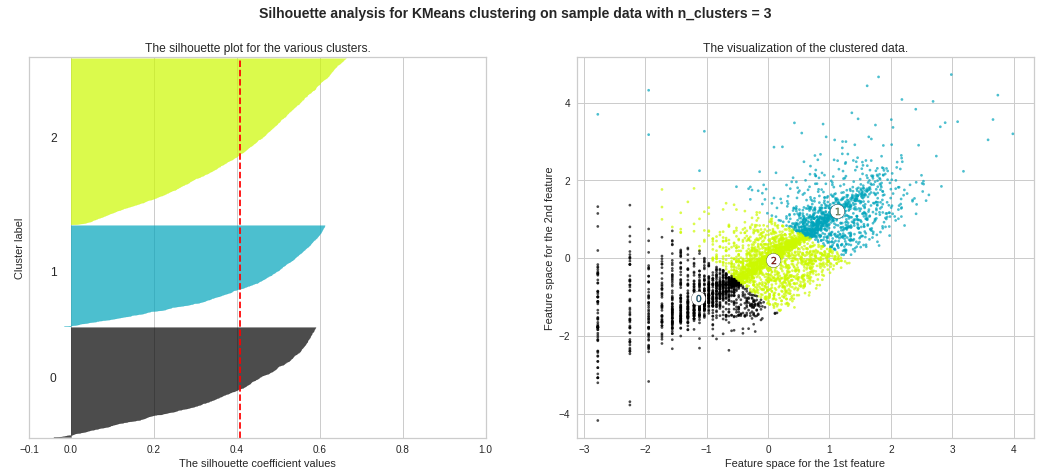 Silhouette analysis for KMeans clustering on sample data with n_clusters = 3
The silhouette plot for the various clusters.
Cluster label
2
1
0
−0.1 0.0 0.2 0.4 0.6 0.8 1.0
The silhouette coefficient values
The visualization of the clustered data.
Feature space for the 2nd feature
4
2
0
−2
−4
1
2
0
−3 −2 −1 0 1 2 3 4
Feature space for the 1st feature